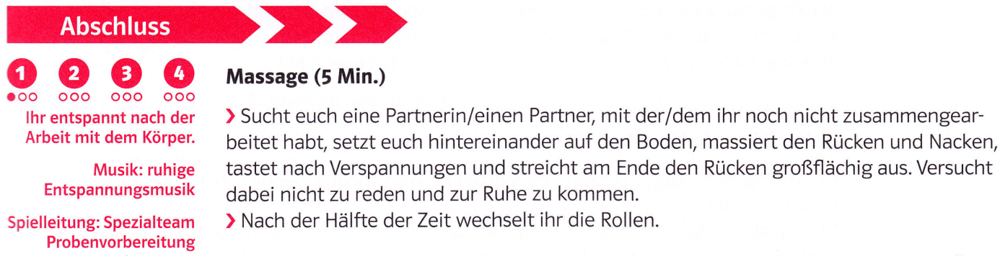 Abschluss
1 2 3 4
Ihr entspannt nach der
Arbeit mit dem Körper.
Musik: ruhige
Entspannungsmusik
Spielleitung: Spezialteam
Probenvorbereitung
Massage (5 Min.)
❯ Sucht euch eine Partnerin/einen Partner, mit der/dem ihr noch nicht zusammengear-
beitet habt, setzt euch hintereinander auf den Boden, massiert den Rücken und Nacken,
tastet nach Verspannungen und streicht am Ende den Rücken großflächig aus. Versucht
dabei nicht zu reden und zur Ruhe zu kommen.
❯ Nach der Hälfte der Zeit wechselt ihr die Rollen.